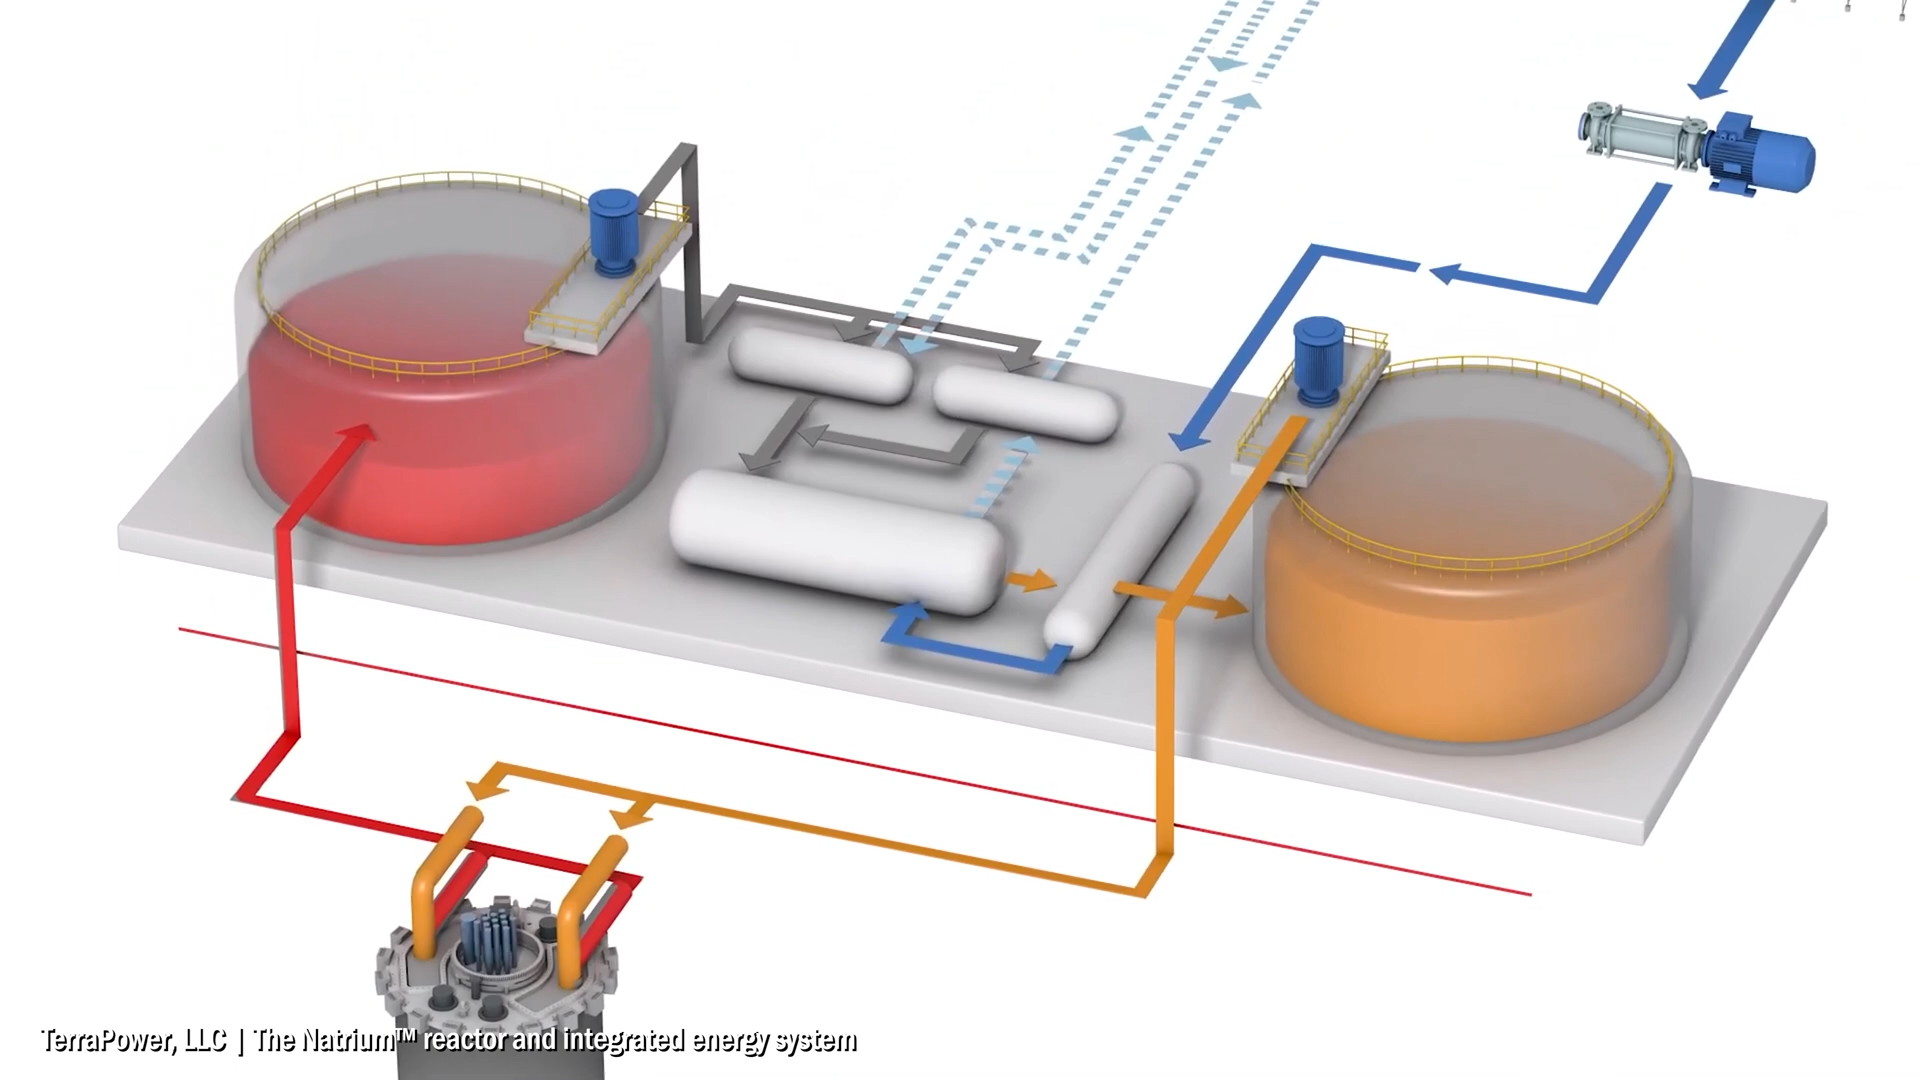 TerraPower, LLC | The Natrium™ reactor and integrated energy system